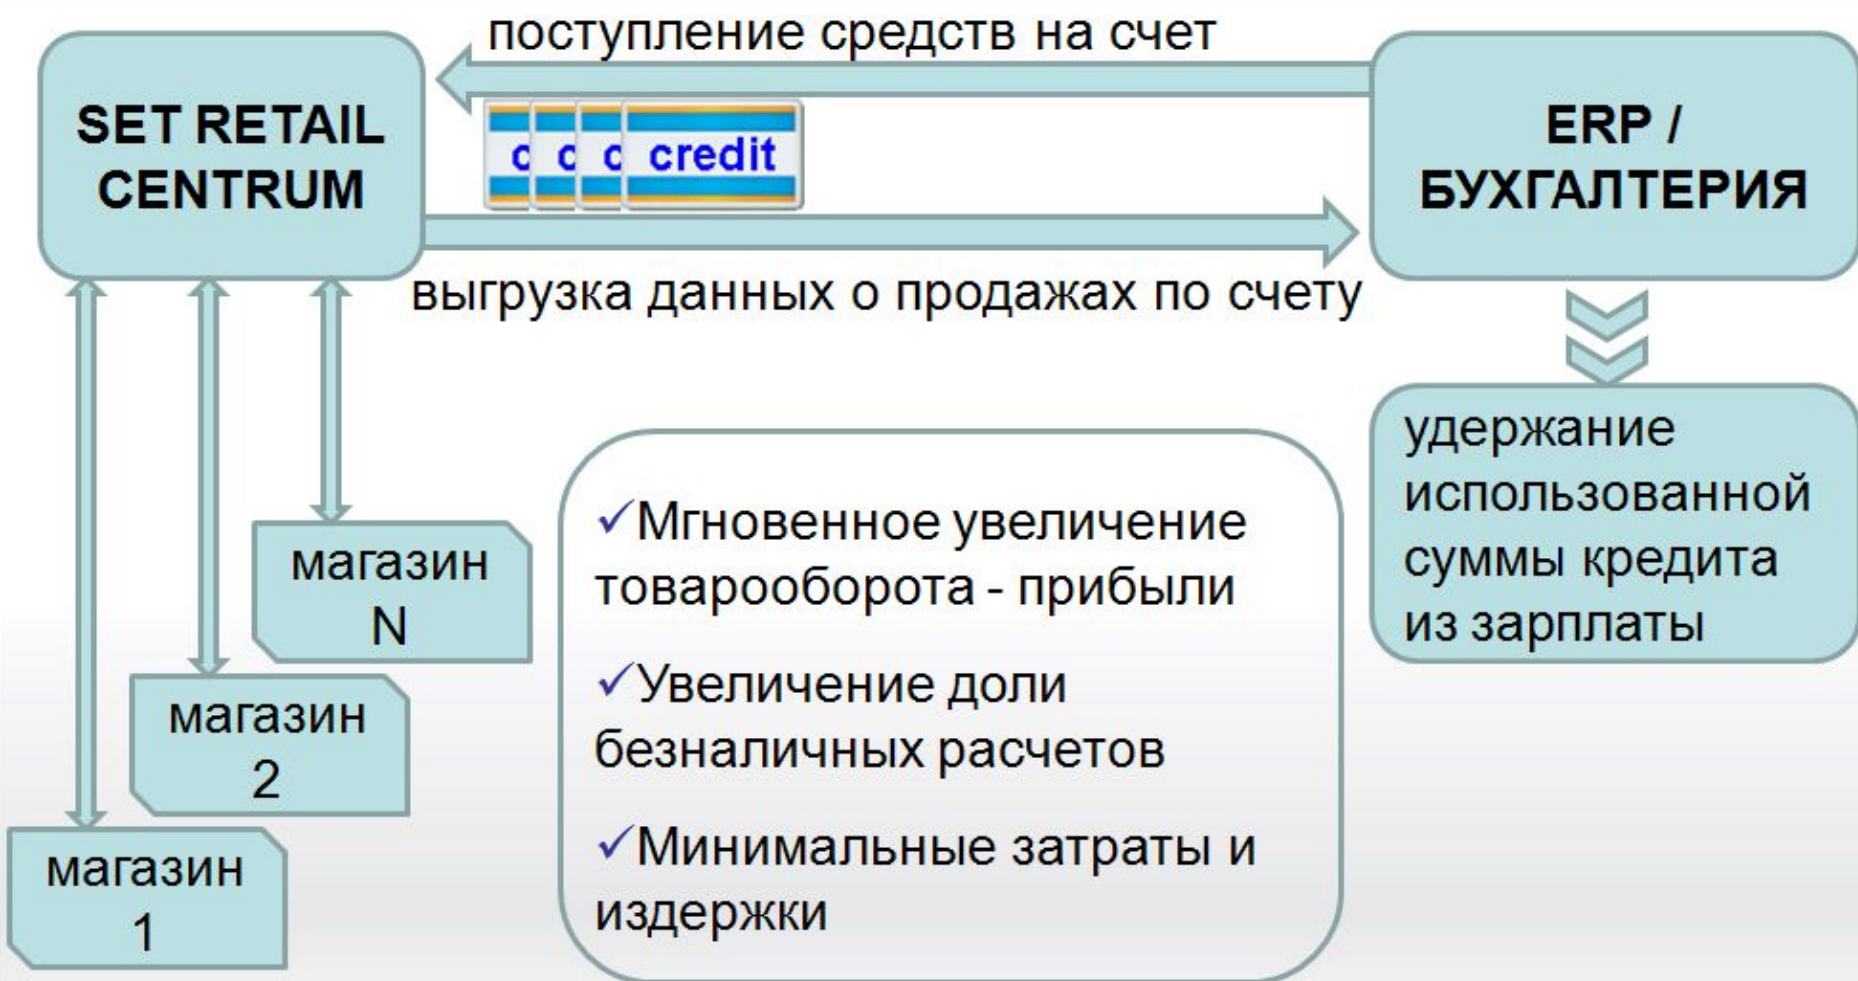 поступление средств на счет
SET RETAIL
CENTRUM
c c c credit
ERP /
БУХГАЛТЕРИЯ
выгрузка данных о продажах по счету
удержание
использованной
суммы кредита
из зарплаты
магазин
N
магазин
2
магазин
1
✓Мгновенное увеличение
товарооборота - прибыли
✓Увеличение доли
безналичных расчетов
✓Минимальные затраты и
издержки